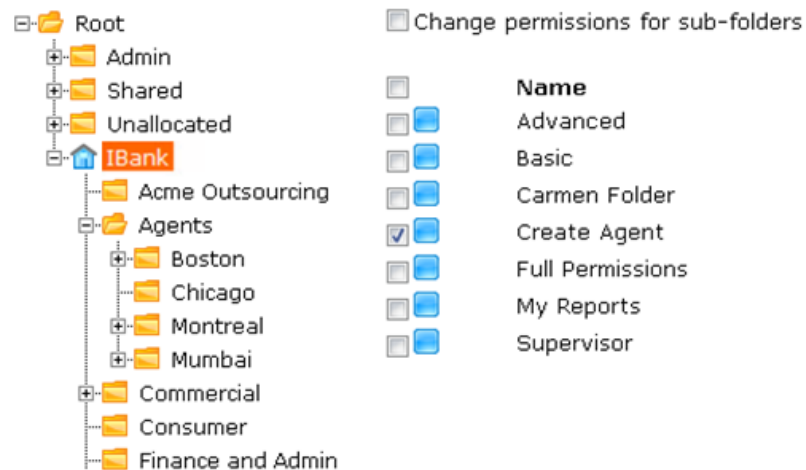 Root
Admin
Shared
Unallocated
IBank
Acme Outsourcing
Agents
Boston
Chicago
Montreal
Mumbai
Commercial
Consumer
Finance and Admin
Change permissions for sub-folders
Name
Advanced
Basic
Carmen Folder
Create Agent
Full Permissions
My Reports
Supervisor